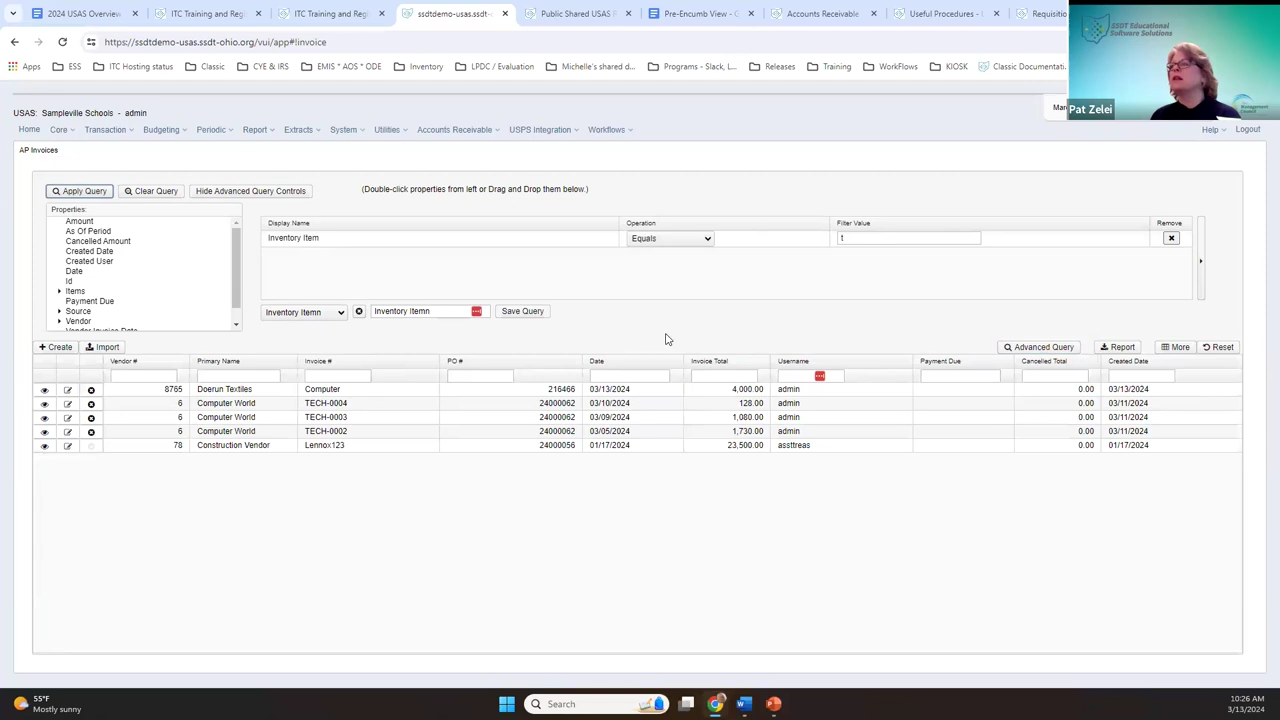 2024 USAS Overview
ITC Training and Reg
ITC Training and Reg
ssdtdemo-usas.ssdt-
Public Shared USAS
Pre-Encumb View
Accounts Receivable
Useful Procedures -
Requisitio
https://ssdtdemo-usas.ssdt-ohio.org/vui/app#!invoice
Apps ESS ITC Hosting status Classic CYE & IRS EMIS * AOS * ODE Inventory LPDC / Evaluation Michelle's shared d... Programs - Slack, L... Releases Training WorkFlows KIOSK Classic Documentati...
SSDT Educational
Software Solutions
Pat Zelei
USAS: Sampleville Schools - admin
Home Core Transaction Budgeting Periodic Report Extracts System Utilities Accounts Receivable USPS Integration Workflows Help Logout
AP Invoices
Apply Query Clear Query Hide Advanced Query Controls (Double-click properties from left or Drag and Drop them below.)
Properties:
Amount
As Of Period
Cancelled Amount
Created Date
Created User
Date
Id
Items
Payment Due
Source
Vendor
Vendor Invoice Date
Display Name Operation Filter Value Remove
Inventory Item Equals t
Inventory Itemn Inventory Itemn Save Query
Create Import Advanced Query Report More Reset
Vendor # Primary Name Invoice # PO # Date Invoice Total Username Payment Due Cancelled Total Created Date
8765 Doerun Textiles Computer 216466 03/13/2024 4,000.00 admin 0.00 03/13/2024
6 Computer World TECH-0004 24000062 03/10/2024 128.00 admin 0.00 03/11/2024
6 Computer World TECH-0003 24000062 03/09/2024 1,080.00 admin 0.00 03/11/2024
6 Computer World TECH-0002 24000062 03/05/2024 1,730.00 admin 0.00 03/11/2024
78 Construction Vendor Lennox123 24000056 01/17/2024 23,500.00 assttreas 0.00 01/17/2024
55°F
Mostly sunny
Search
10:26 AM
3/13/2024